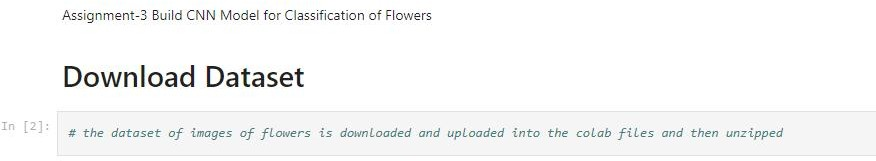 Assignment-3 Build CNN Model for Classification of Flowers
Download Dataset
In [2]: # the dataset of images of flowers is downloaded and uploaded into the colab files and then unzipped